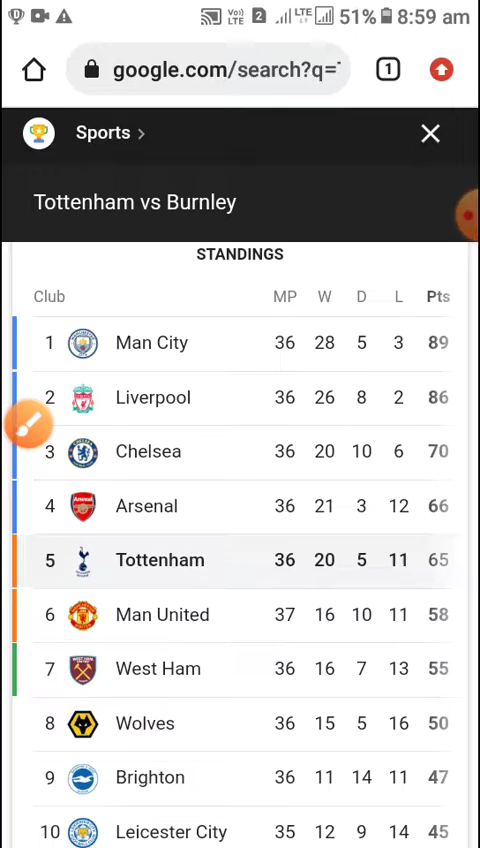 Vo))
LTE
2
LTE
51%
8:59 am
google.com/search?q=
1
Sports
Tottenham vs Burnley
STANDINGS
Club MP W D L Pts
1 Man City 36 28 5 3 89
2 Liverpool 36 26 8 2 86
3 Chelsea 36 20 10 6 70
4 Arsenal 36 21 3 12 66
5 Tottenham 36 20 5 11 65
6 Man United 37 16 10 11 58
7 West Ham 36 16 7 13 55
8 Wolves 36 15 5 16 50
9 Brighton 36 11 14 11 47
10 Leicester City 35 12 9 14 45